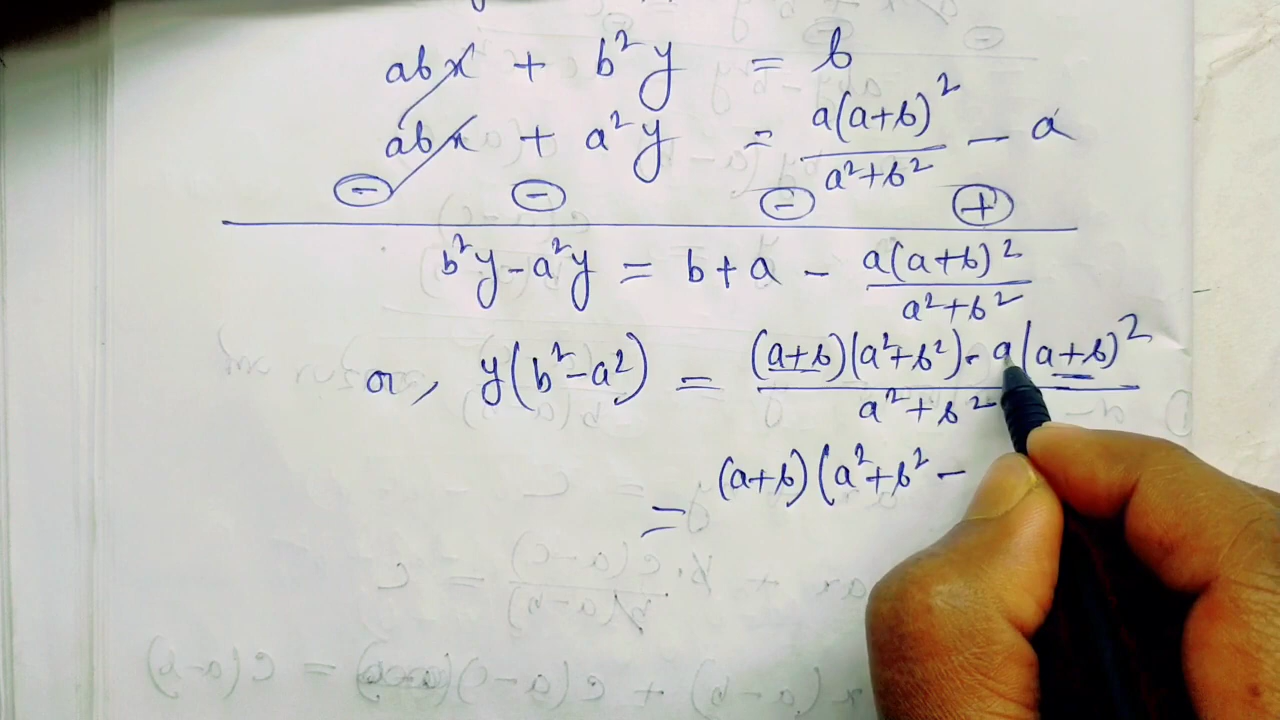 abx + b²y = b
abx + a²y = a(a+b)²/a²+b² - a
⊖ ⊖ ⊖ ⊕
b²y - a²y = b + a - a(a+b)²/a²+b²
or, y(b²-a²) = (a+b)(a²+b²) - a(a+b)²/a²+b²
= (a+b)(a²+b² -